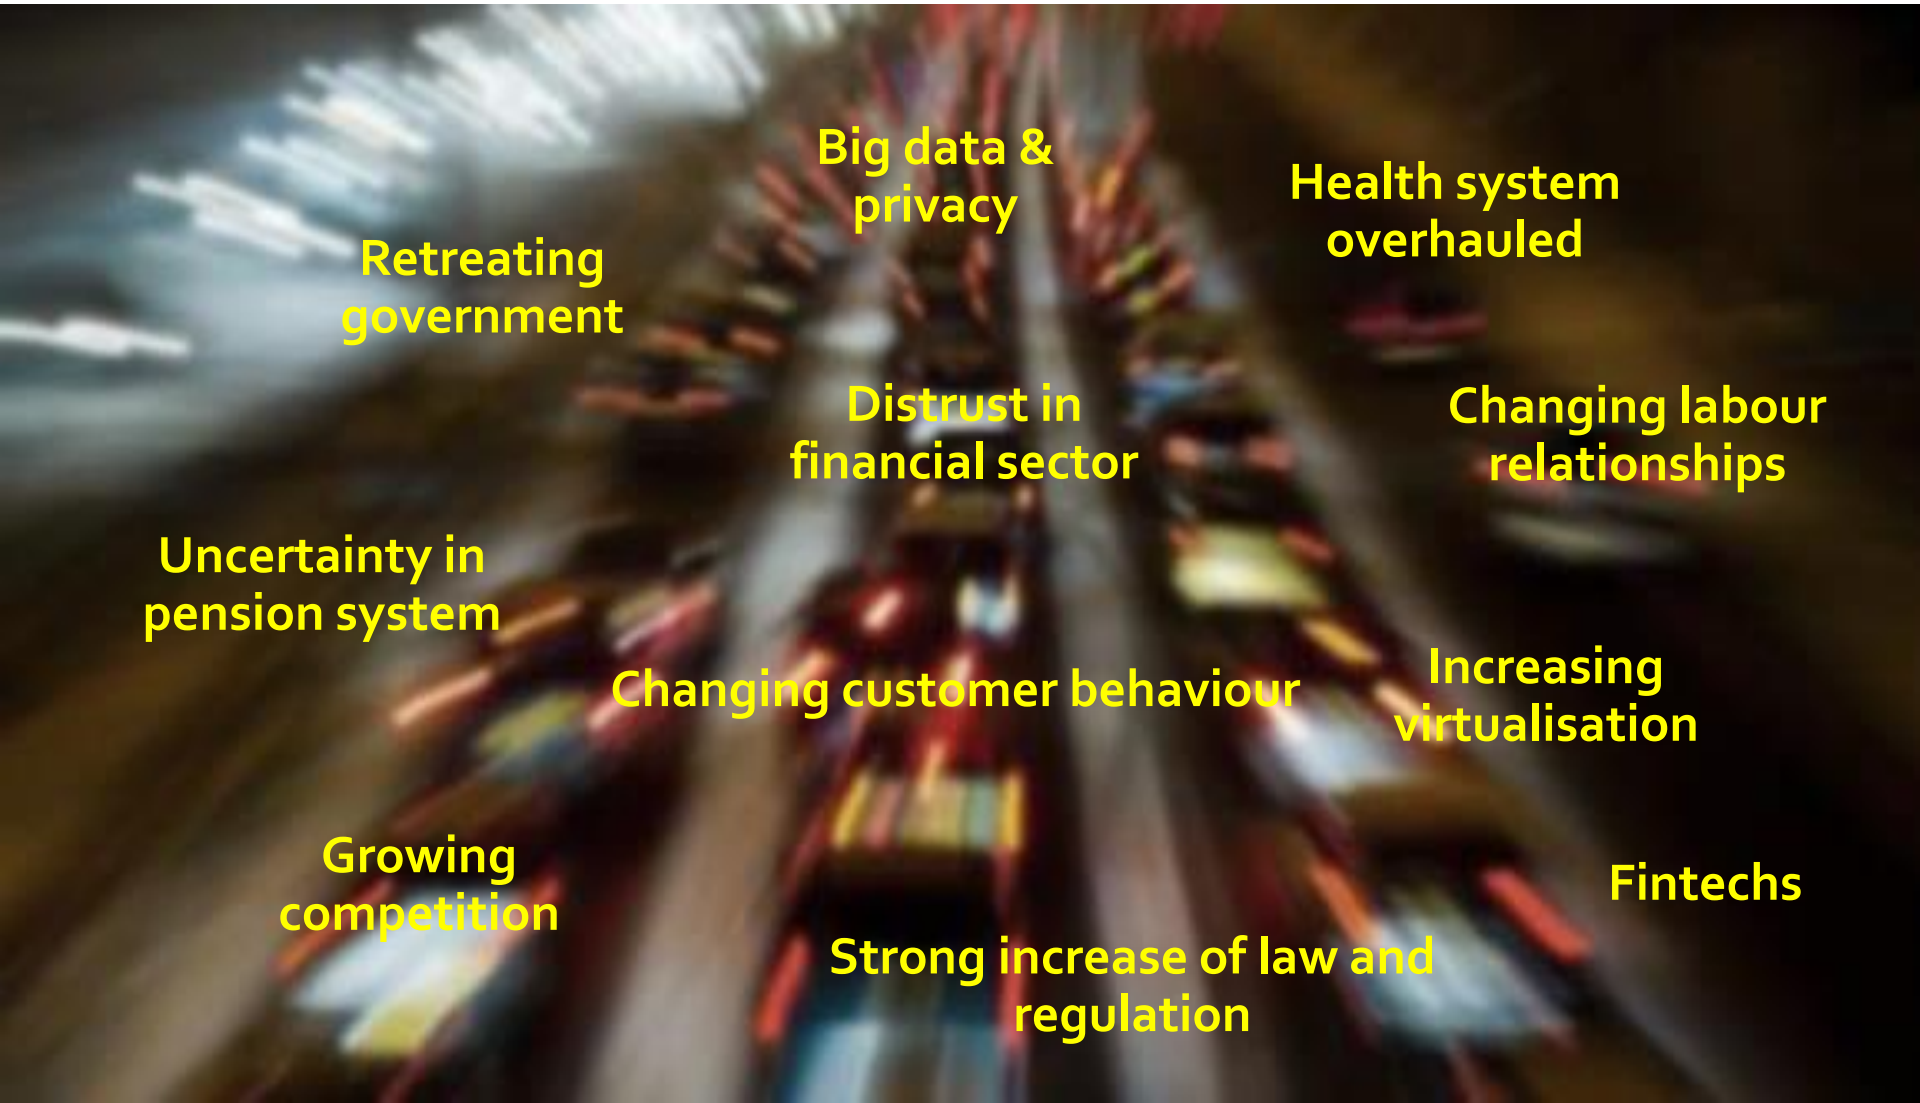 Big data &
privacy
Health system
overhauled
Retreating
government
Distrust in
financial sector
Changing labour
relationships
Uncertainty in
pension system
Changing customer behaviour
Increasing
virtualisation
Growing
competition
Fintechs
Strong increase of law and
regulation